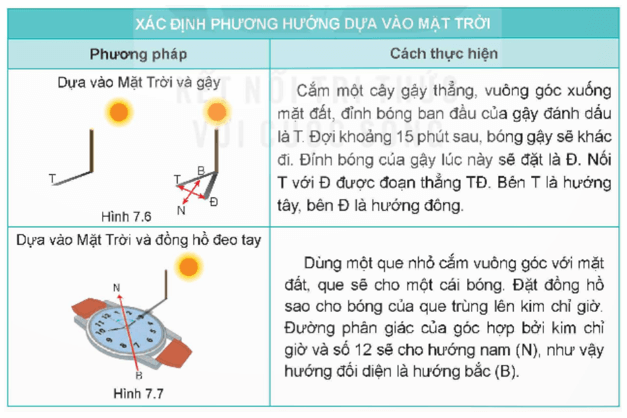 XÁC ĐỊNH PHƯƠNG HƯỚNG DỰA VÀO MẶT TRỜI
Phương pháp
Cách thực hiện
Dựa vào Mặt Trời và gậy
T
T
B
N
Đ
Hình 7.6
Cắm một cây gậy thẳng, vuông góc xuống
mặt đất, đỉnh bóng ban đầu của gậy đánh dấu
là T. Đợi khoảng 15 phút sau, bóng gậy sẽ khác
đi. Đỉnh bóng của gậy lúc này sẽ đặt là Đ. Nối
T với Đ được đoạn thẳng TĐ. Bên T là hướng
tây, bên Đ là hướng đông.
Dựa vào Mặt Trời và đồng hồ đeo tay
N
B
Hình 7.7
Dùng một que nhỏ cắm vuông góc với mặt
đất, que sẽ cho một cái bóng. Đặt đồng hồ
sao cho bóng của que trùng lên kim chỉ giờ.
Đường phân giác của góc hợp bởi kim chỉ
giờ và số 12 sẽ cho hướng nam (N), như vậy
hướng đối diện là hướng bắc (B).
KẾT NỐI TRI THỨC
VỚI CUỘC SỐNG